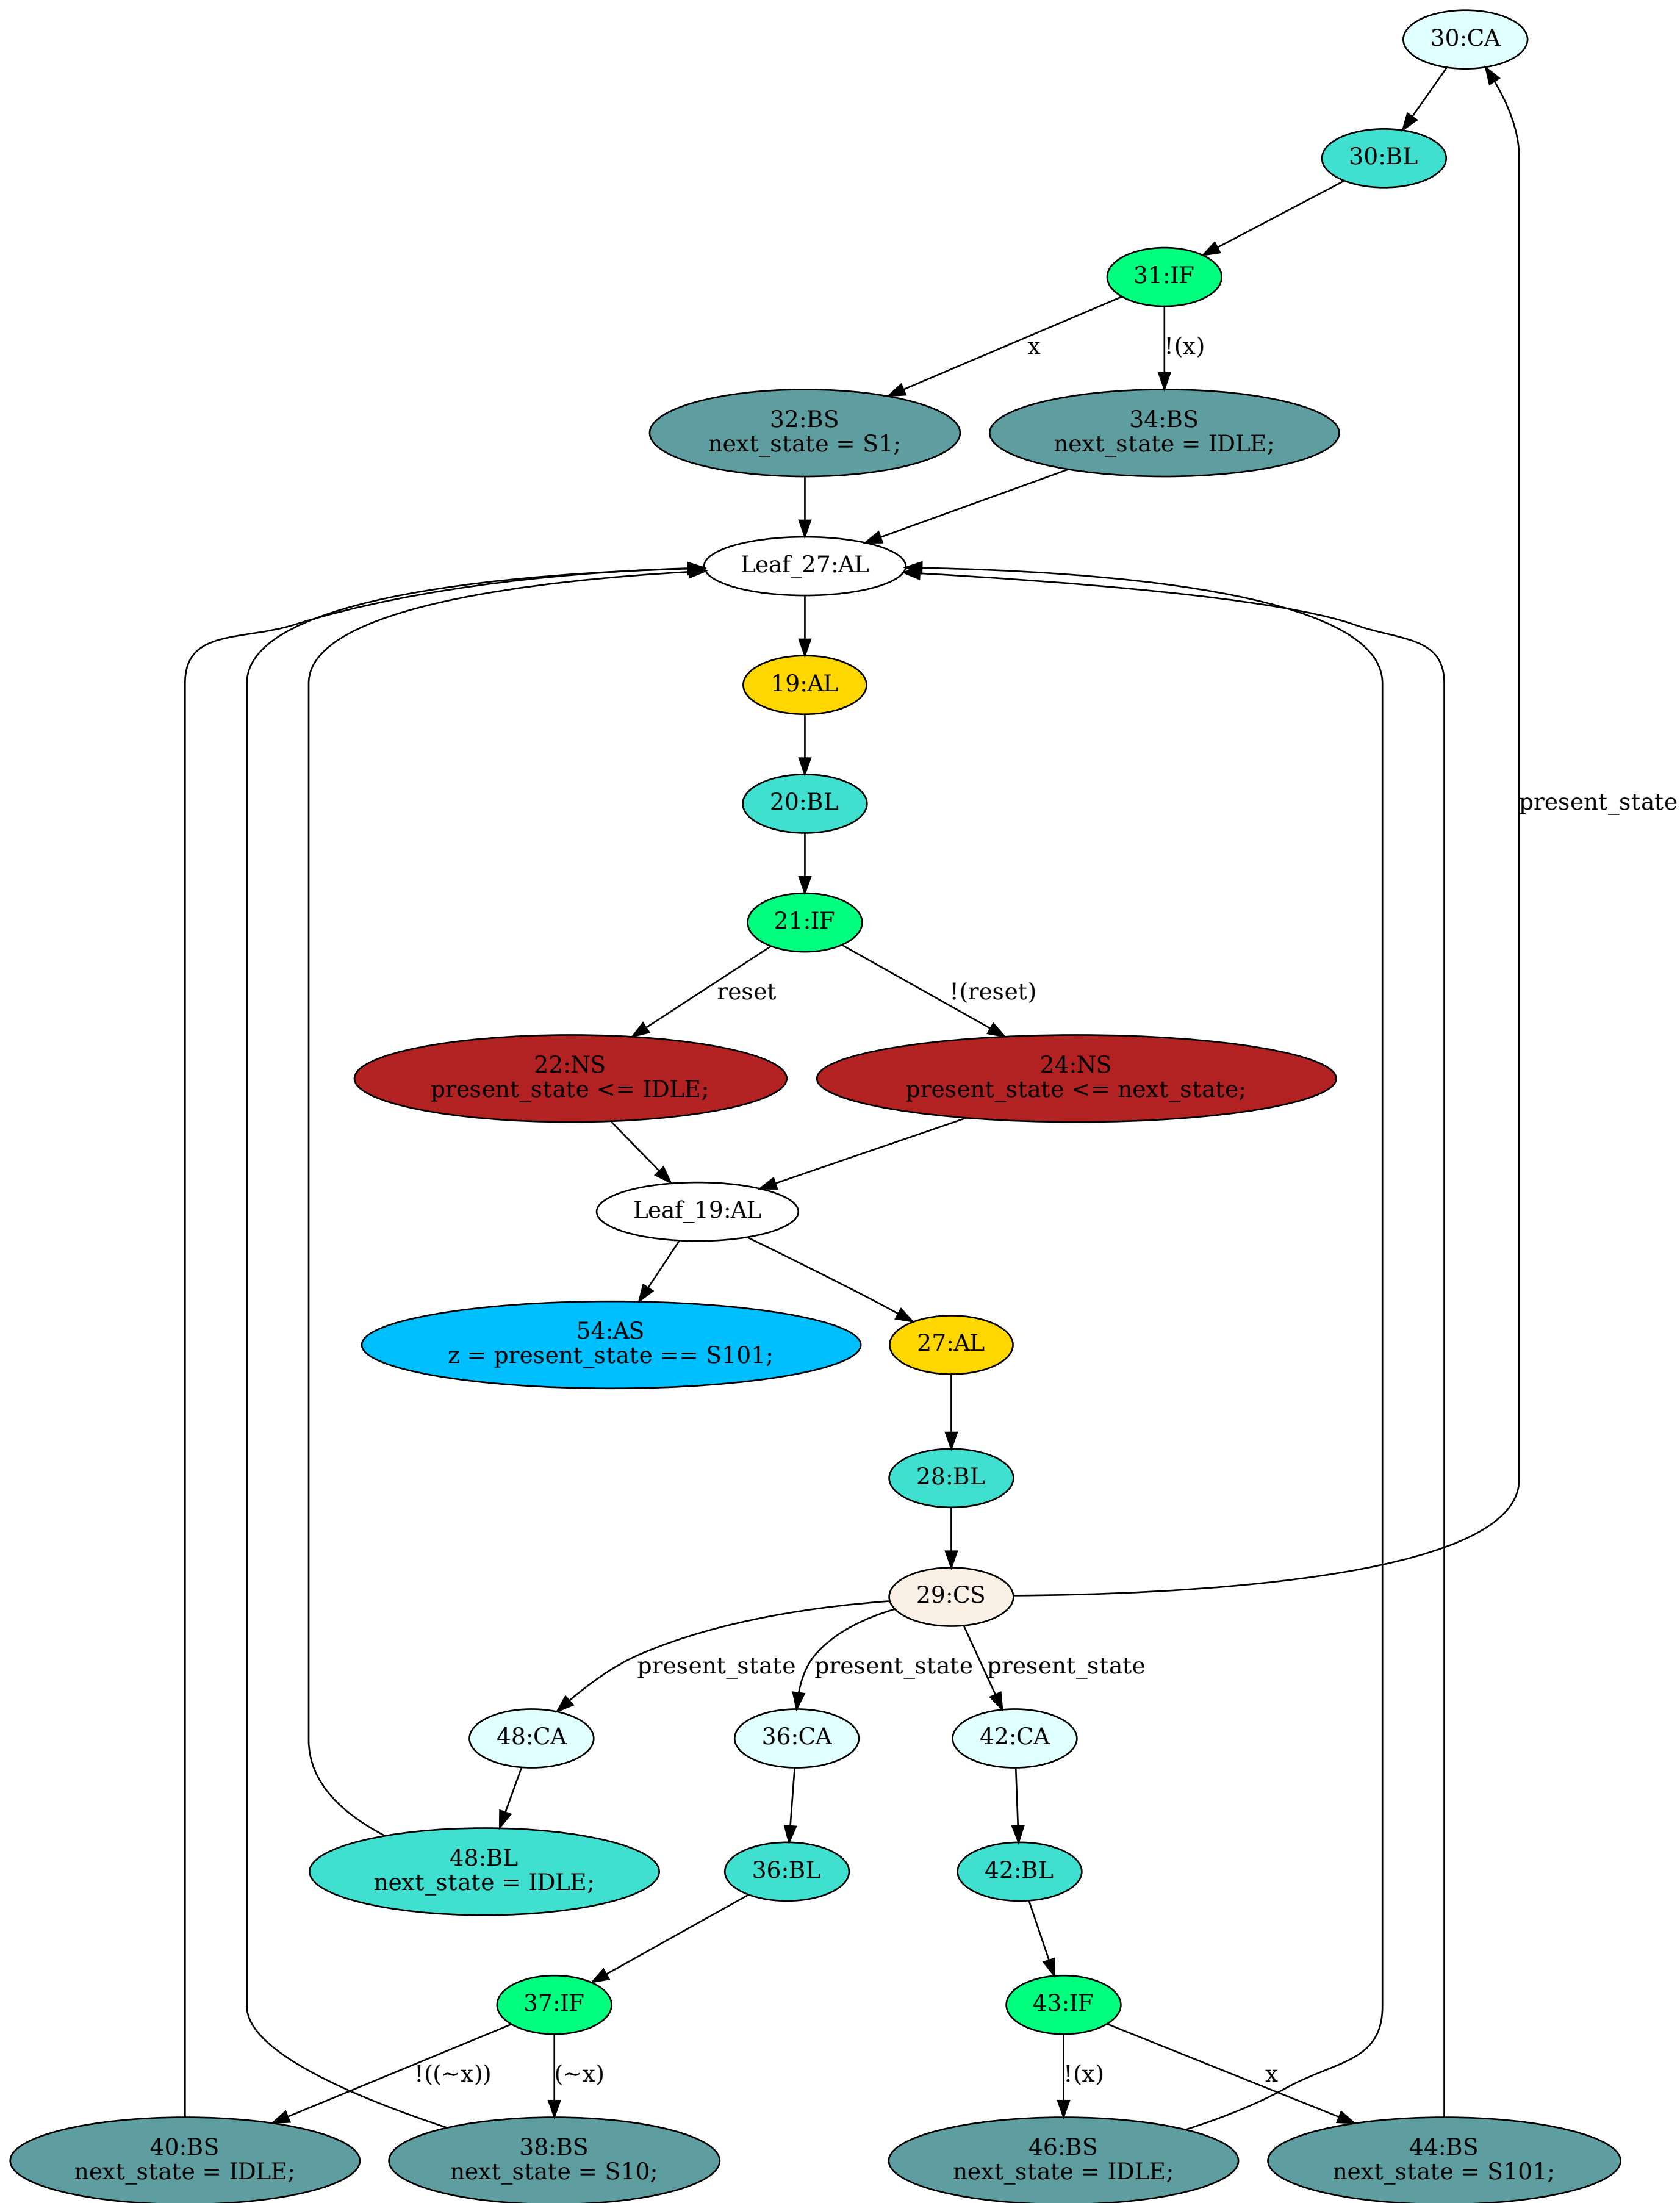 30:CA
30:BL
31:IF
x
!(x)
32:BS
next_state = S1;
34:BS
next_state = IDLE;
Leaf_27:AL
19:AL
present_state
20:BL
21:IF
reset
!(reset)
22:NS
present_state <= IDLE;
24:NS
present_state <= next_state;
Leaf_19:AL
54:AS
z = present_state == S101;
27:AL
28:BL
29:CS
present_state
present_state
present_state
48:CA
36:CA
42:CA
48:BL
next_state = IDLE;
36:BL
42:BL
37:IF
43:IF
!((~x))
(~x)
!(x)
x
40:BS
next_state = IDLE;
38:BS
next_state = S10;
46:BS
next_state = IDLE;
44:BS
next_state = S101;